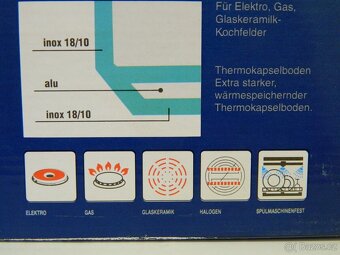 Für Elektro, Gas,
Glaskeramik-
Kochfelder
inox 18/10
alu
inox 18/10
Thermokapselboden
Extra starker,
wärmespeichernder
Thermokapselboden.
ELEKTRO
GAS
GLASKERAMIK
HALOGEN
SPULMASCHINENFEST